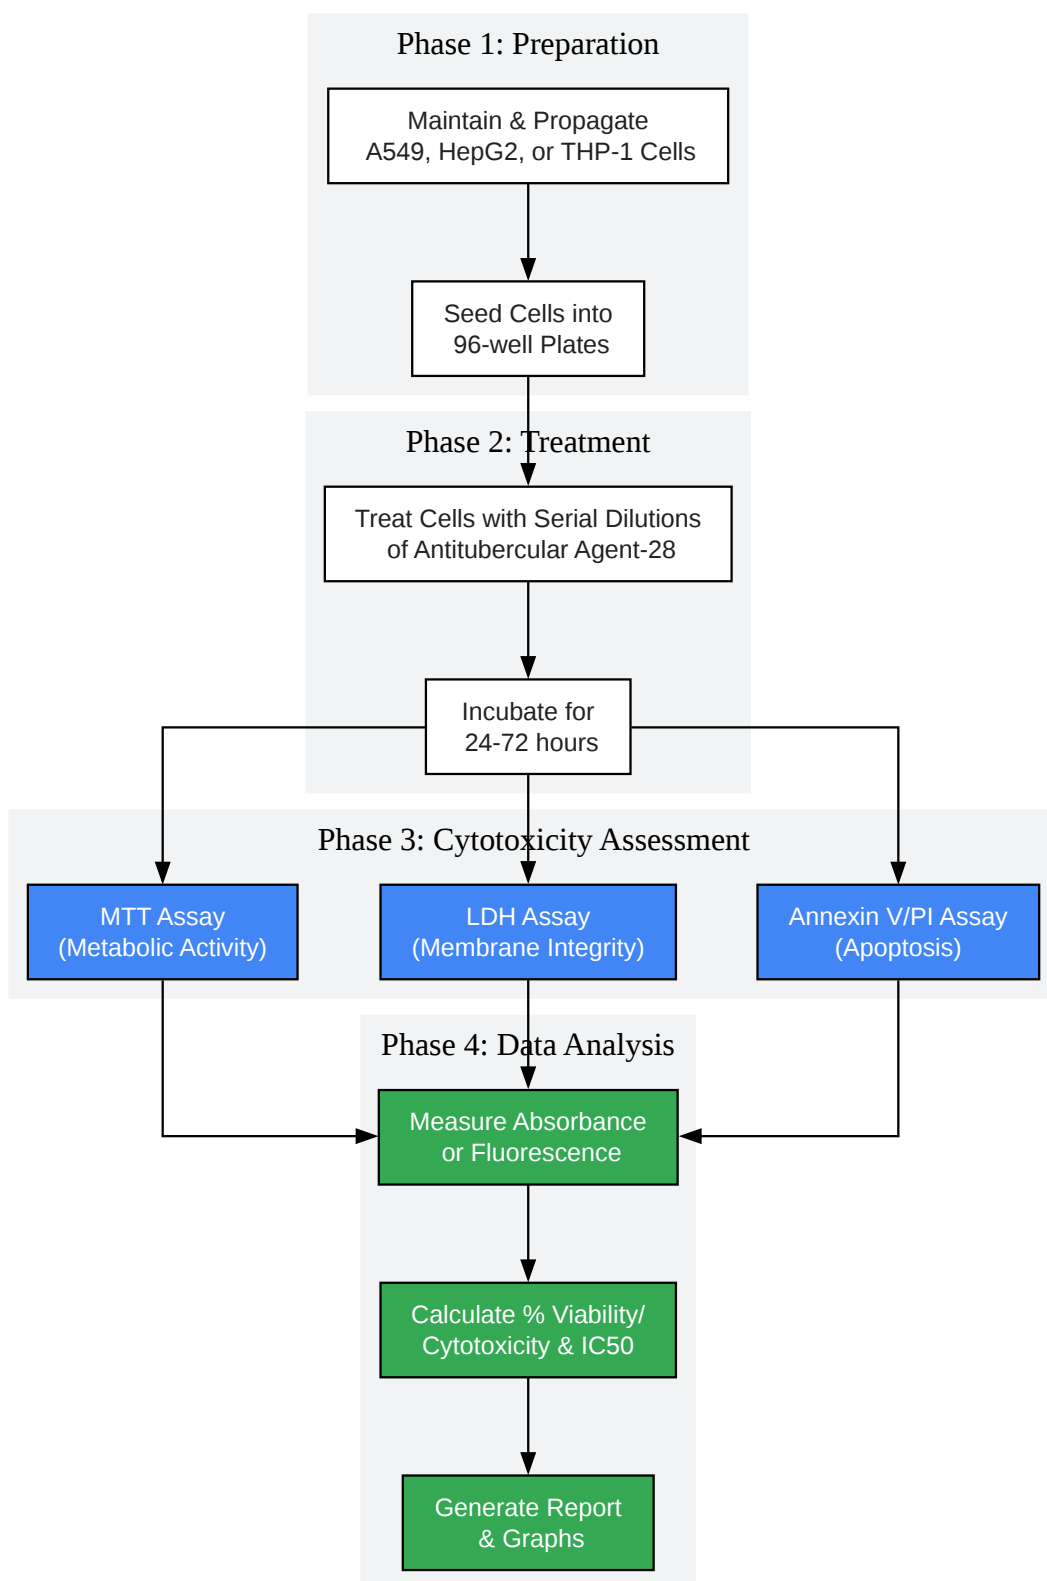 Phase 1: Preparation
Maintain & Propagate
A549, HepG2, or THP-1 Cells
Seed Cells into
96-well Plates
Phase 2: Treatment
Treat Cells with Serial Dilutions
of Antitubercular Agent-28
Incubate for
24-72 hours
Phase 3: Cytotoxicity Assessment
MTT Assay
(Metabolic Activity)
LDH Assay
(Membrane Integrity)
Annexin V/PI Assay
(Apoptosis)
Phase 4: Data Analysis
Measure Absorbance
or Fluorescence
Calculate % Viability/
Cytotoxicity & IC50
Generate Report
& Graphs